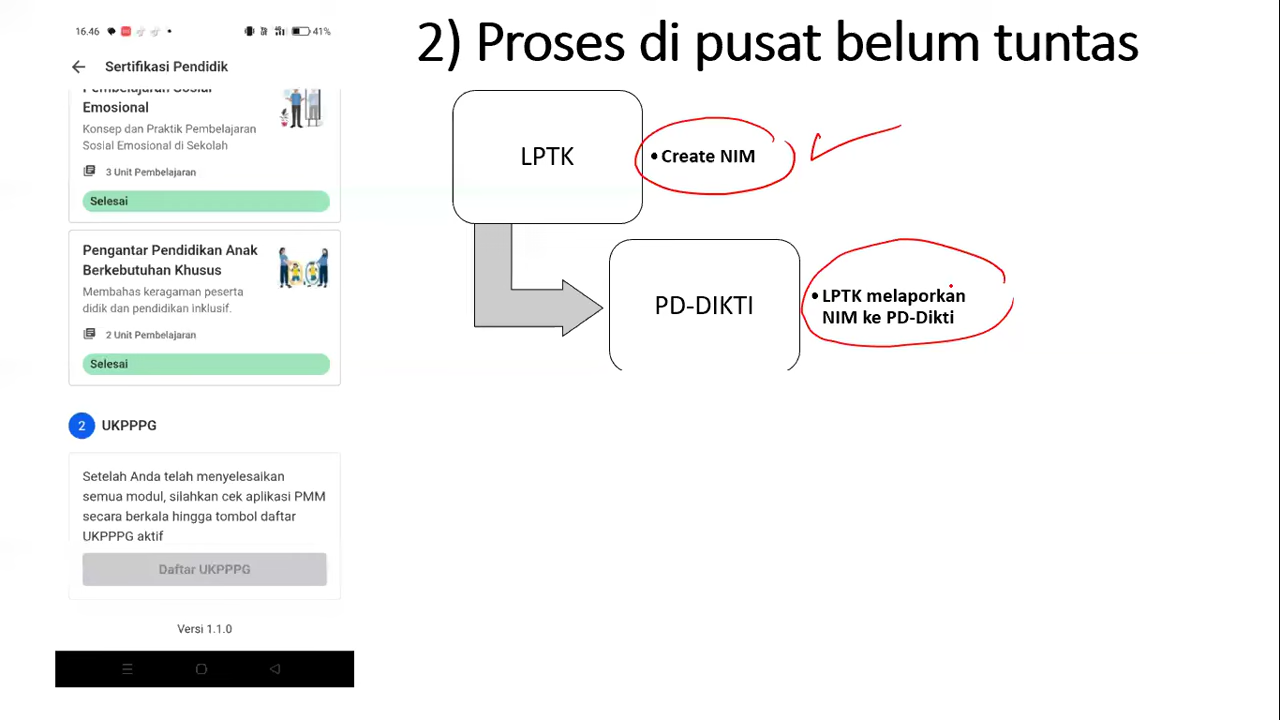 16.46
41%
Sertifikasi Pendidik
Pembelajaran Sosial
Emosional
Konsep dan Praktik Pembelajaran
Sosial Emosional di Sekolah
3 Unit Pembelajaran
Selesai
Pengantar Pendidikan Anak
Berkebutuhan Khusus
Membahas keragaman peserta
didik dan pendidikan inklusif.
2 Unit Pembelajaran
Selesai
2 UKPPPG
Setelah Anda telah menyelesaikan
semua modul, silahkan cek aplikasi PMM
secara berkala hingga tombol daftar
UKPPPG aktif
Daftar UKPPPG
Versi 1.1.0
2) Proses di pusat belum tuntas
LPTK
• Create NIM
PD-DIKTI
• LPTK melaporkan
NIM ke PD-Dikti